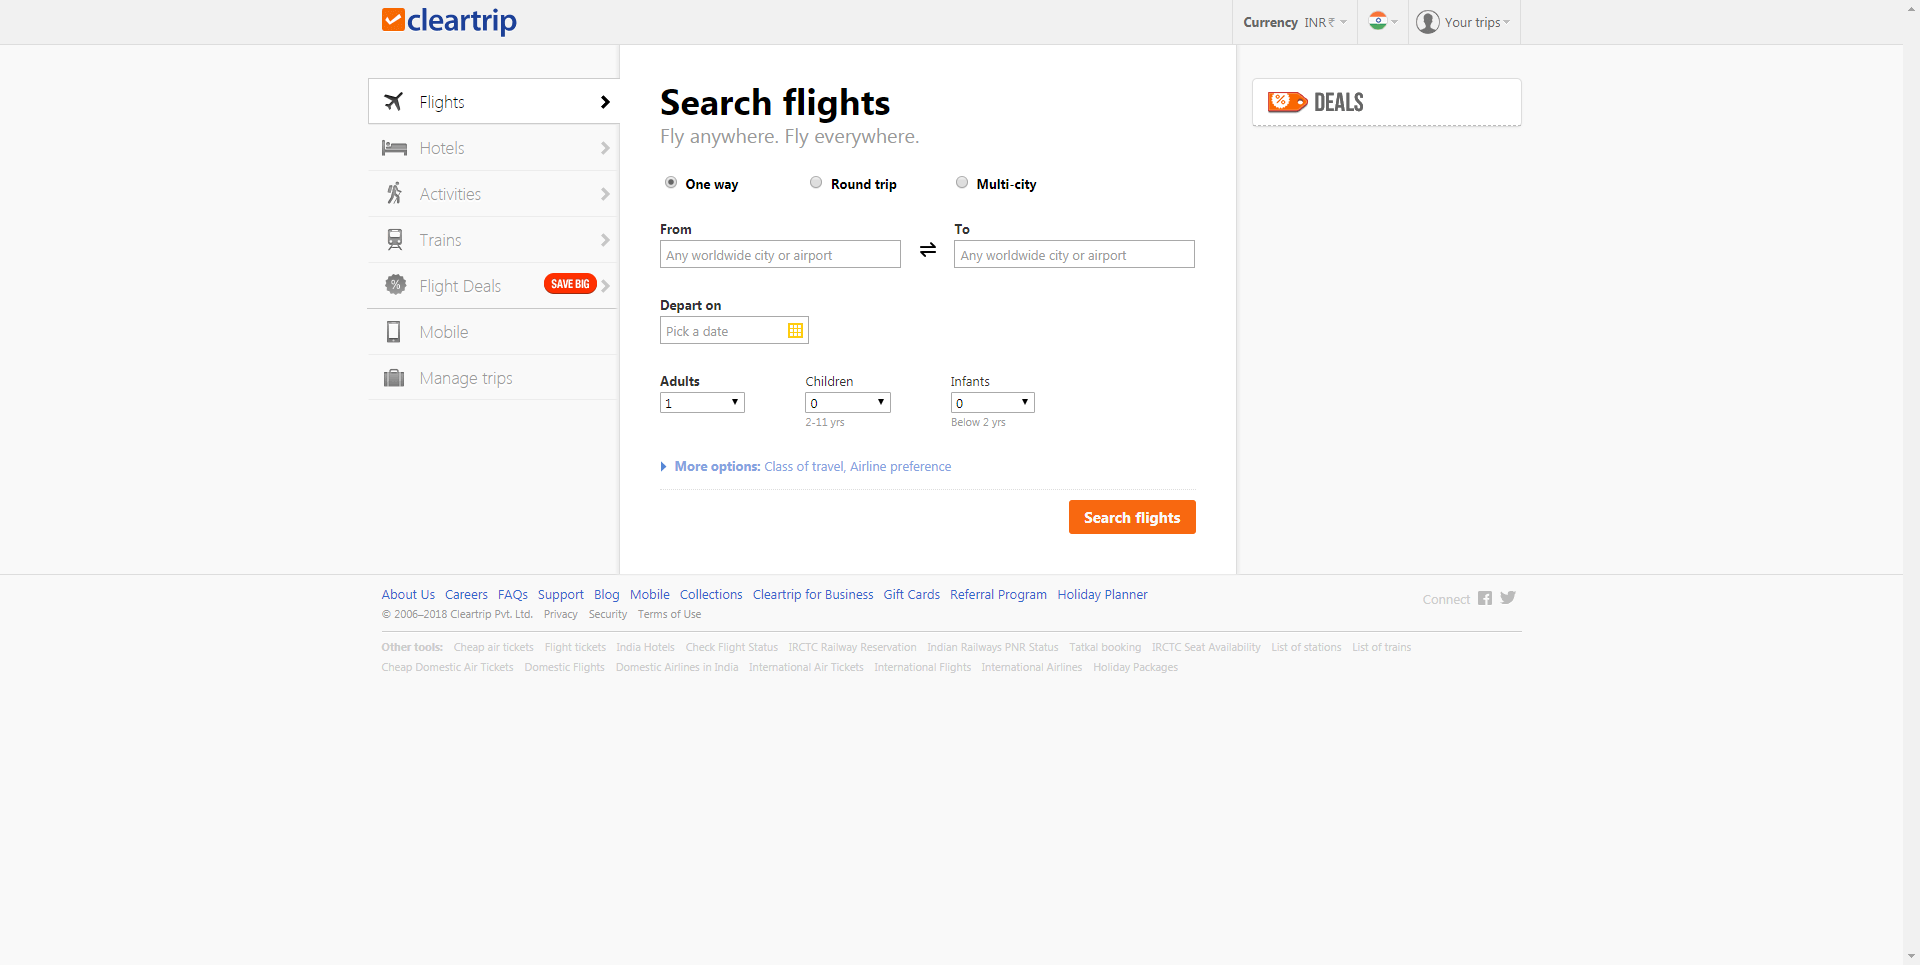 cleartrip
Currency INR ₹
Your trips
Flights
Hotels
Activities
Trains
% Flight Deals SAVE BIG
Mobile
Manage trips
Search flights
Fly anywhere. Fly everywhere.
One way Round trip Multi-city
From To
Any worldwide city or airport Any worldwide city or airport
Depart on
Pick a date
Adults Children Infants
1 0 0
2-11 yrs Below 2 yrs
More options: Class of travel, Airline preference
Search flights
% DEALS
About Us Careers FAQs Support Blog Mobile Collections Cleartrip for Business Gift Cards Referral Program Holiday Planner
© 2006–2018 Cleartrip Pvt. Ltd. Privacy Security Terms of Use
Connect
Other tools: Cheap air tickets Flight tickets India Hotels Check Flight Status IRCTC Railway Reservation Indian Railways PNR Status Tatkal booking IRCTC Seat Availability List of stations List of trains
Cheap Domestic Air Tickets Domestic Flights Domestic Airlines in India International Air Tickets International Flights International Airlines Holiday Packages